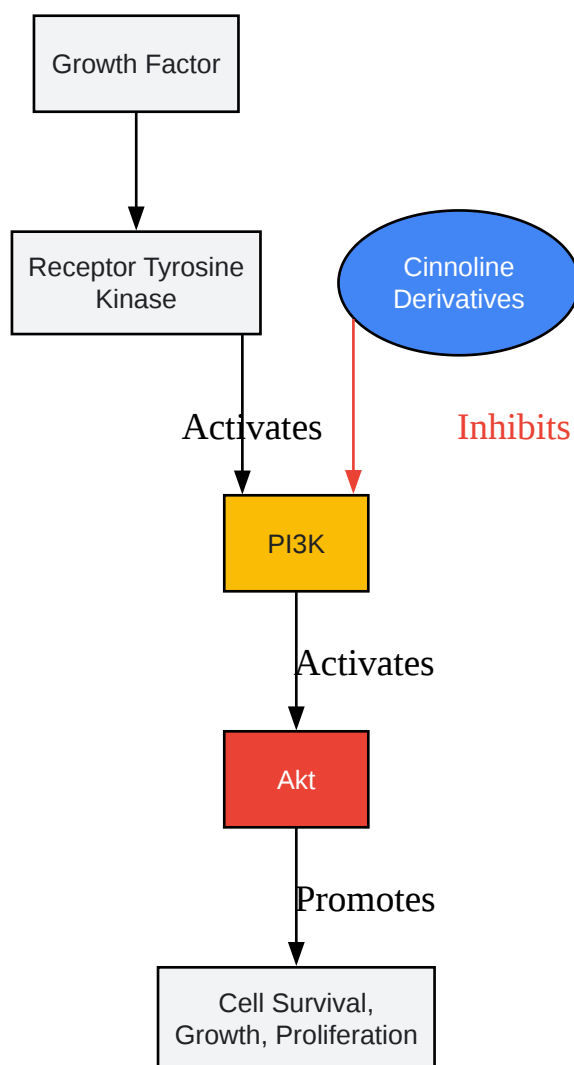 Growth Factor
Receptor Tyrosine
Kinase
Cinnoline
Derivatives
Activates
Inhibits
PI3K
Activates
Akt
Promotes
Cell Survival,
Growth, Proliferation